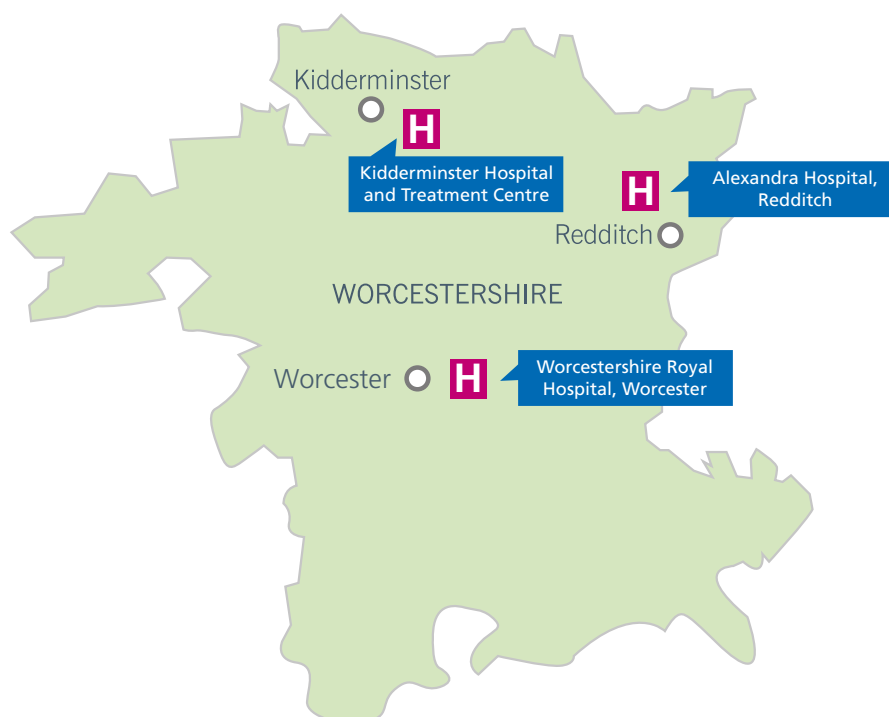 Kidderminster
H
Kidderminster Hospital
and Treatment Centre
H
Alexandra Hospital,
Redditch
Redditch
WORCESTERSHIRE
Worcester
H
Worcestershire Royal
Hospital, Worcester